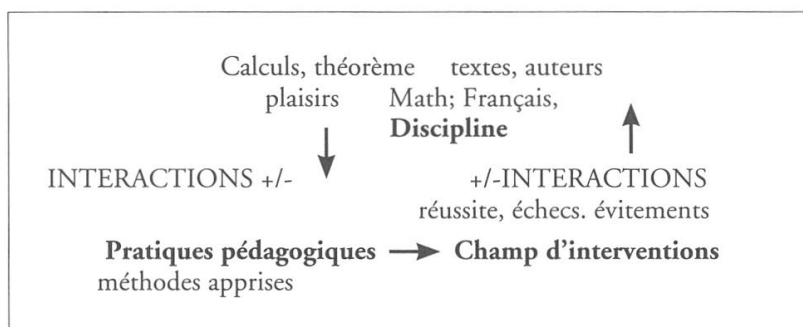 Calculs, théorème textes, auteurs
plaisirs Math; Français,
Discipline
INTERACTIONS +/- +/-INTERACTIONS
réussite, échecs. évitements
Pratiques pédagogiques Champ d'interventions
méthodes apprises